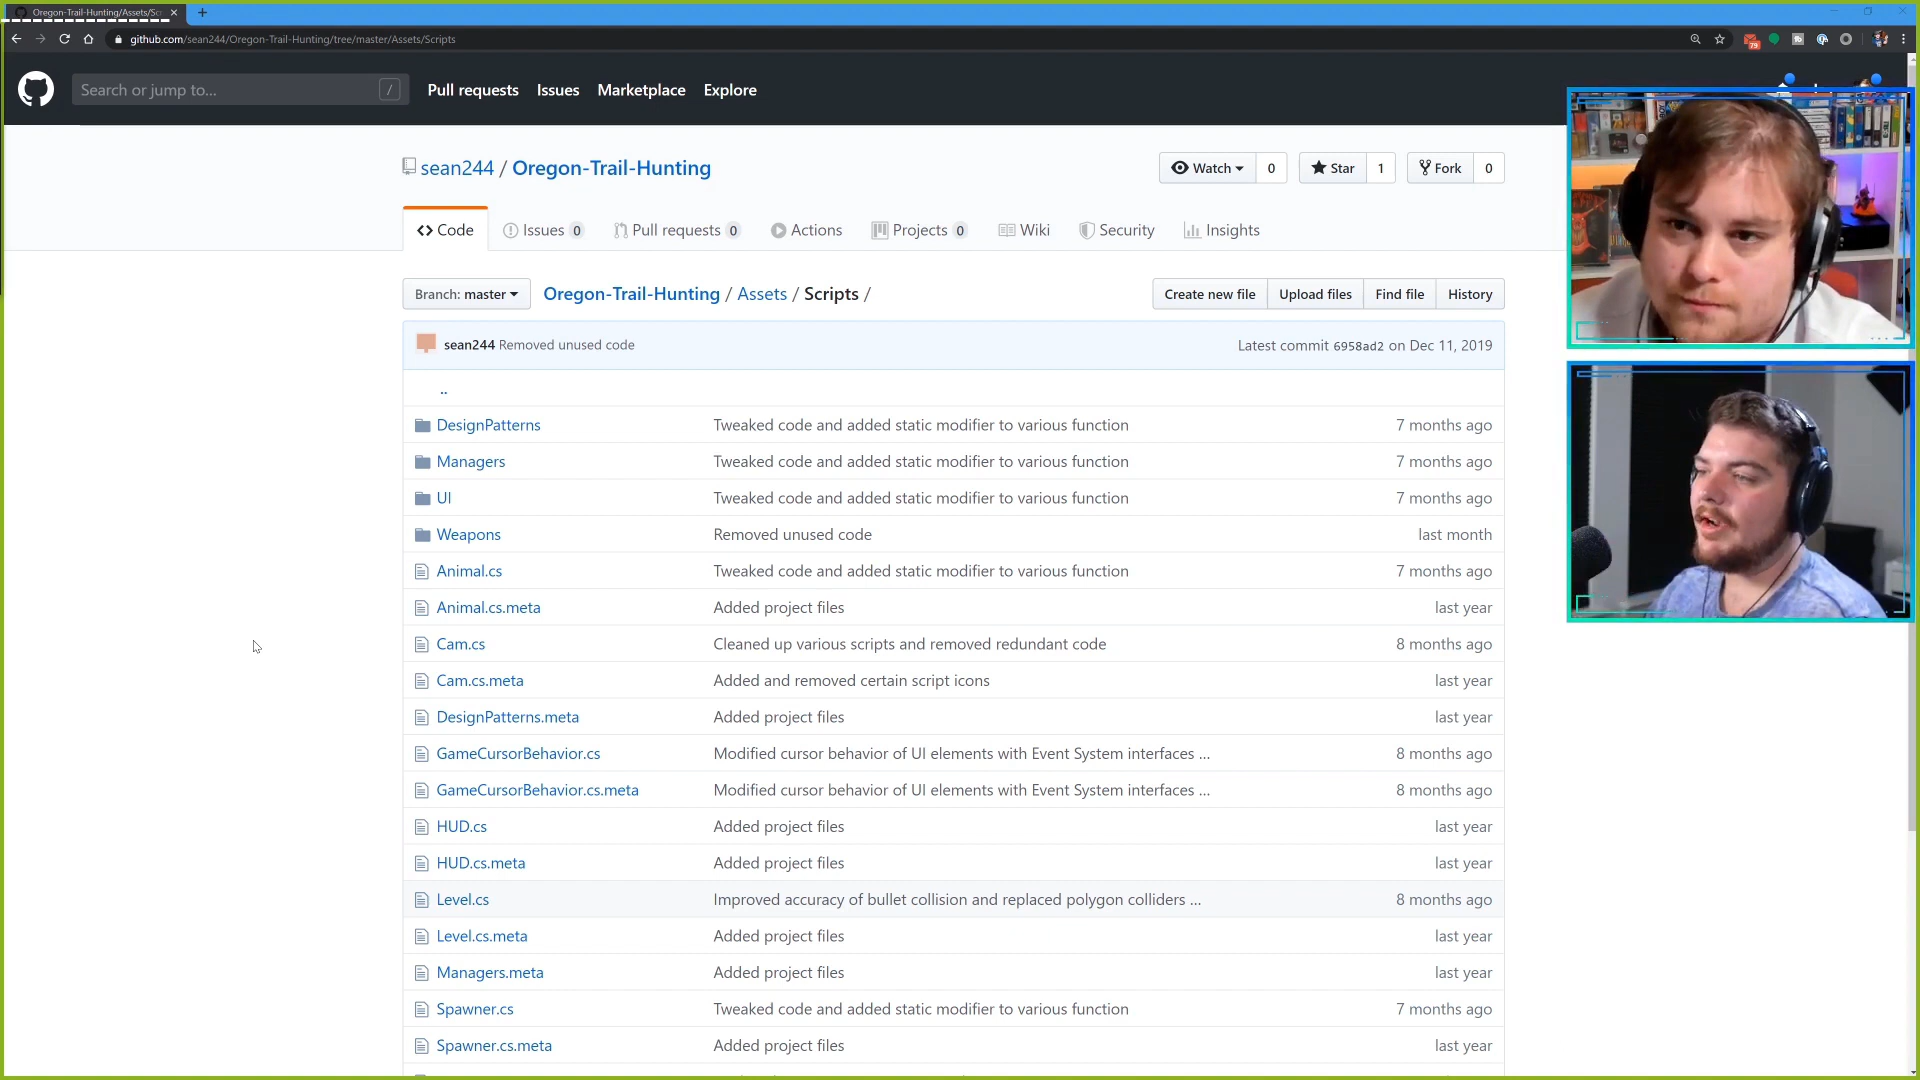 Oregon-Trail-Hunting/Assets/Sc
github.com/sean244/Oregon-Trail-Hunting/tree/master/Assets/Scripts
79
Search or jump to...
/
Pull requests
Issues
Marketplace
Explore
sean244 / Oregon-Trail-Hunting
Watch 0
Star 1
Fork 0
Code
Issues 0
Pull requests 0
Actions
Projects 0
Wiki
Security
Insights
Branch: master
Oregon-Trail-Hunting / Assets / Scripts /
Create new file
Upload files
Find file
History
sean244 Removed unused code
Latest commit 6958ad2 on Dec 11, 2019
..
DesignPatterns Tweaked code and added static modifier to various function 7 months ago
Managers Tweaked code and added static modifier to various function 7 months ago
UI Tweaked code and added static modifier to various function 7 months ago
Weapons Removed unused code last month
Animal.cs Tweaked code and added static modifier to various function 7 months ago
Animal.cs.meta Added project files last year
Cam.cs Cleaned up various scripts and removed redundant code 8 months ago
Cam.cs.meta Added and removed certain script icons last year
DesignPatterns.meta Added project files last year
GameCursorBehavior.cs Modified cursor behavior of UI elements with Event System interfaces ... 8 months ago
GameCursorBehavior.cs.meta Modified cursor behavior of UI elements with Event System interfaces ... 8 months ago
HUD.cs Added project files last year
HUD.cs.meta Added project files last year
Level.cs Improved accuracy of bullet collision and replaced polygon colliders ... 8 months ago
Level.cs.meta Added project files last year
Managers.meta Added project files last year
Spawner.cs Tweaked code and added static modifier to various function 7 months ago
Spawner.cs.meta Added project files last year